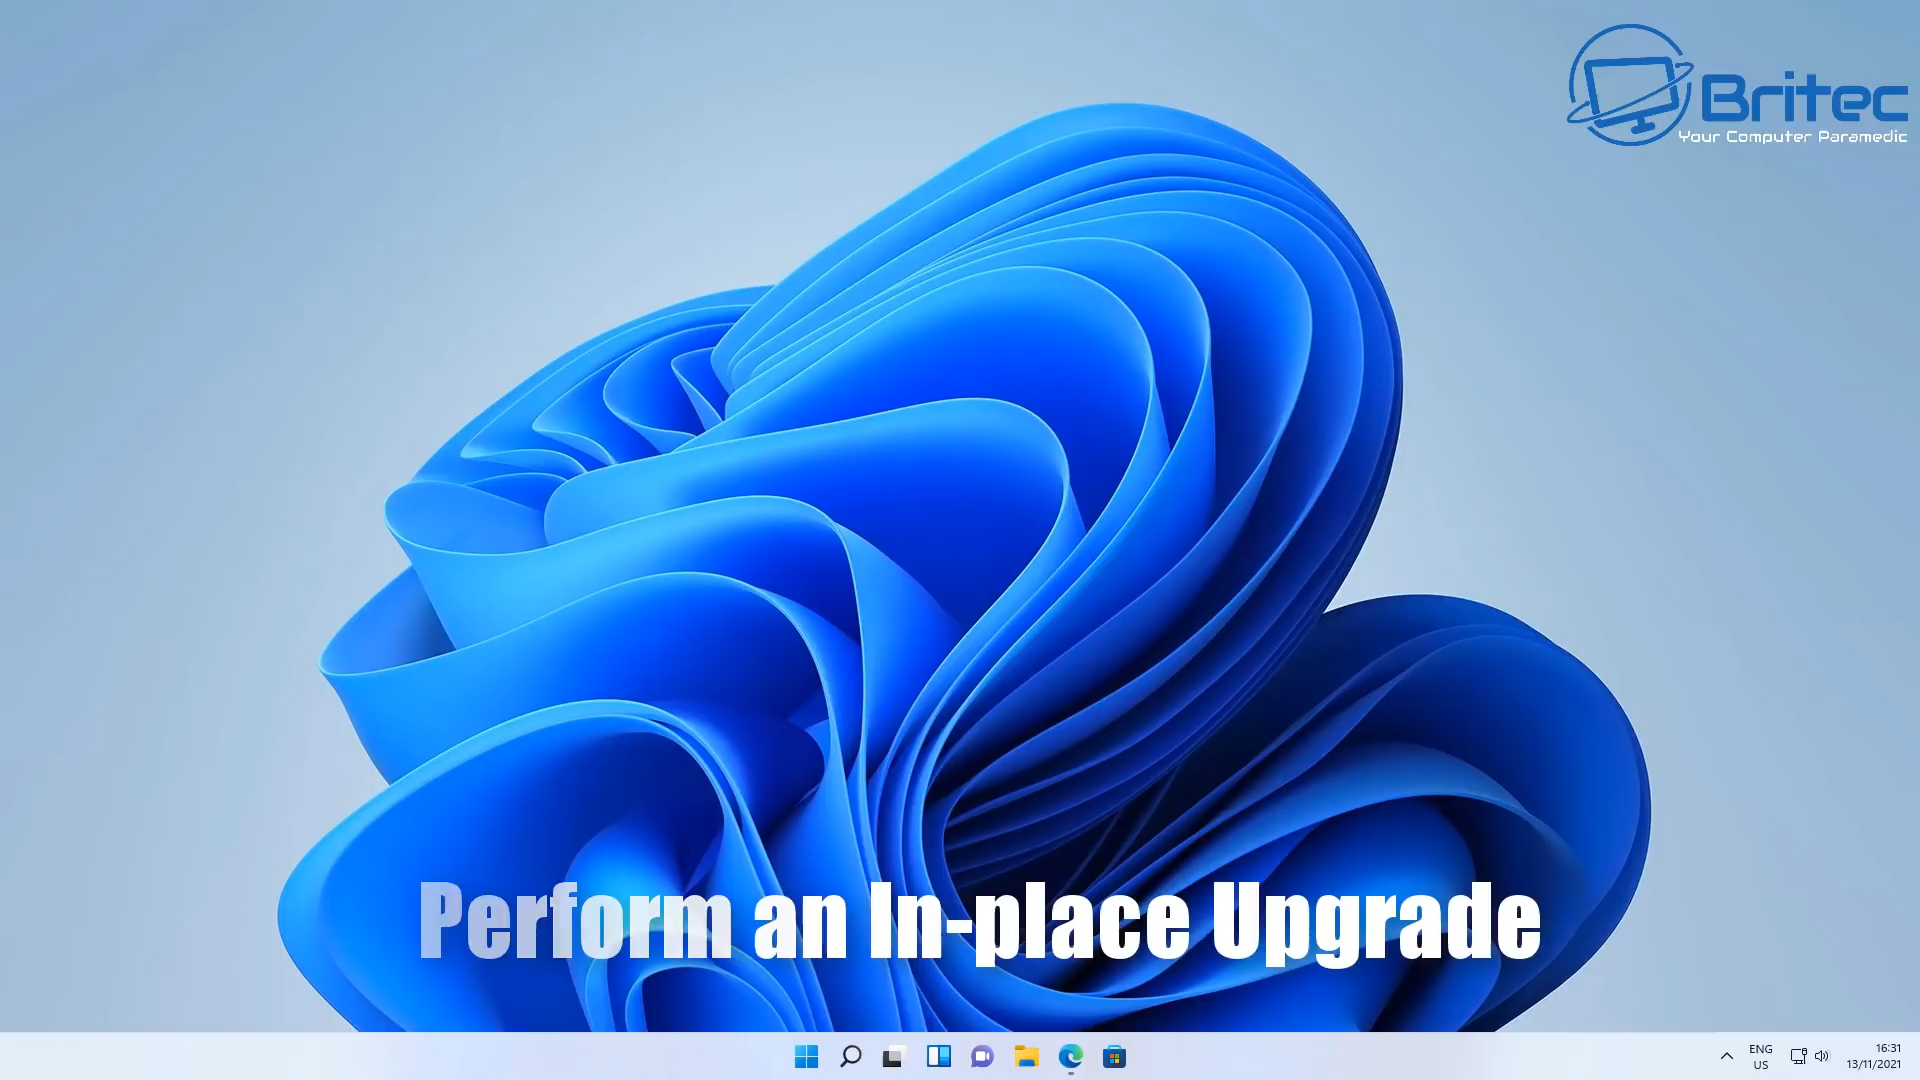 Britec
Your Computer Paramedic
Perform an In-place Upgrade
ENG
US
16:31
13/11/2021